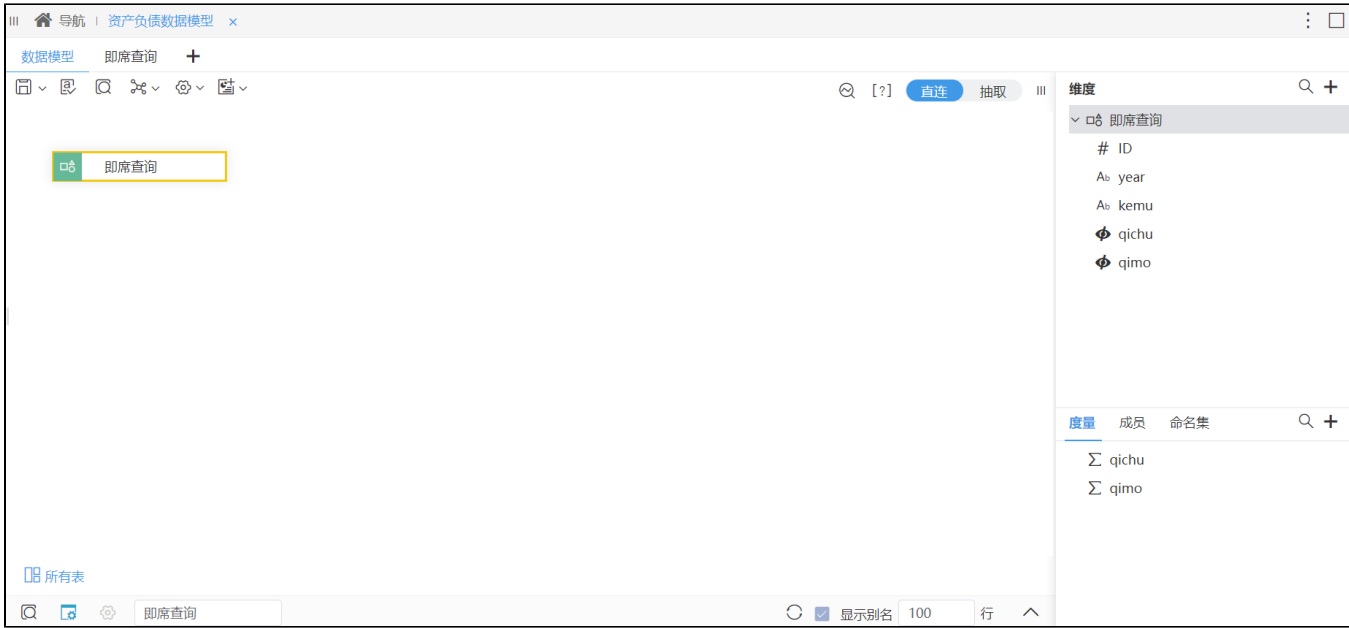 导航 资产负债数据模型 ×
数据模型 即席查询 +
[?] 直连 抽取
维度
即席查询
即席查询
# ID
Ab year
Ab kemu
qichu
qimo
度量 成员 命名集
∑ qichu
∑ qimo
所有表
即席查询 显示别名 100 行